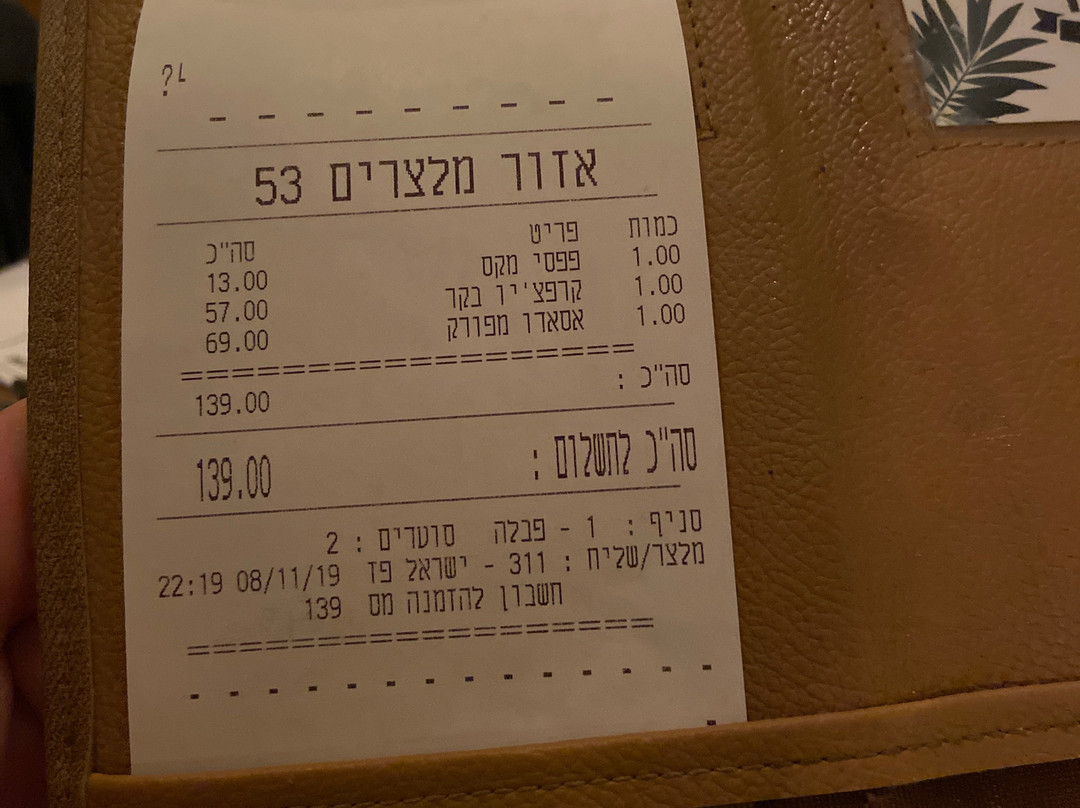 אזור מלצרים 53
כמות פריט סה"כ
1.00 פפסי מקס 13.00
1.00 קרפצ'יו בקר 57.00
1.00 אסאדו מפורק 69.00
סה"כ : 139.00
סה"כ לתשלום : 139.00
סניף : 1 - פבלה סוערים : 2
מלצר/שליח : 311 - ישראל פז 08/11/19 22:19
חשבון להזמנה מס 139